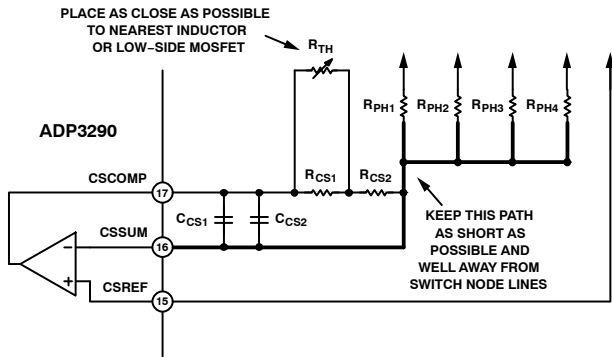 PLACE AS CLOSE AS POSSIBLE
TO NEAREST INDUCTOR
OR LOW–SIDE MOSFET
RTH
RPH1
RPH2
RPH3
RPH4
ADP3290
CSCOMP
17
RCS1
RCS2
CCS1
CCS2
KEEP THIS PATH
AS SHORT AS
POSSIBLE AND
WELL AWAY FROM
SWITCH NODE LINES
CSSUM
16
–
+
CSREF
15